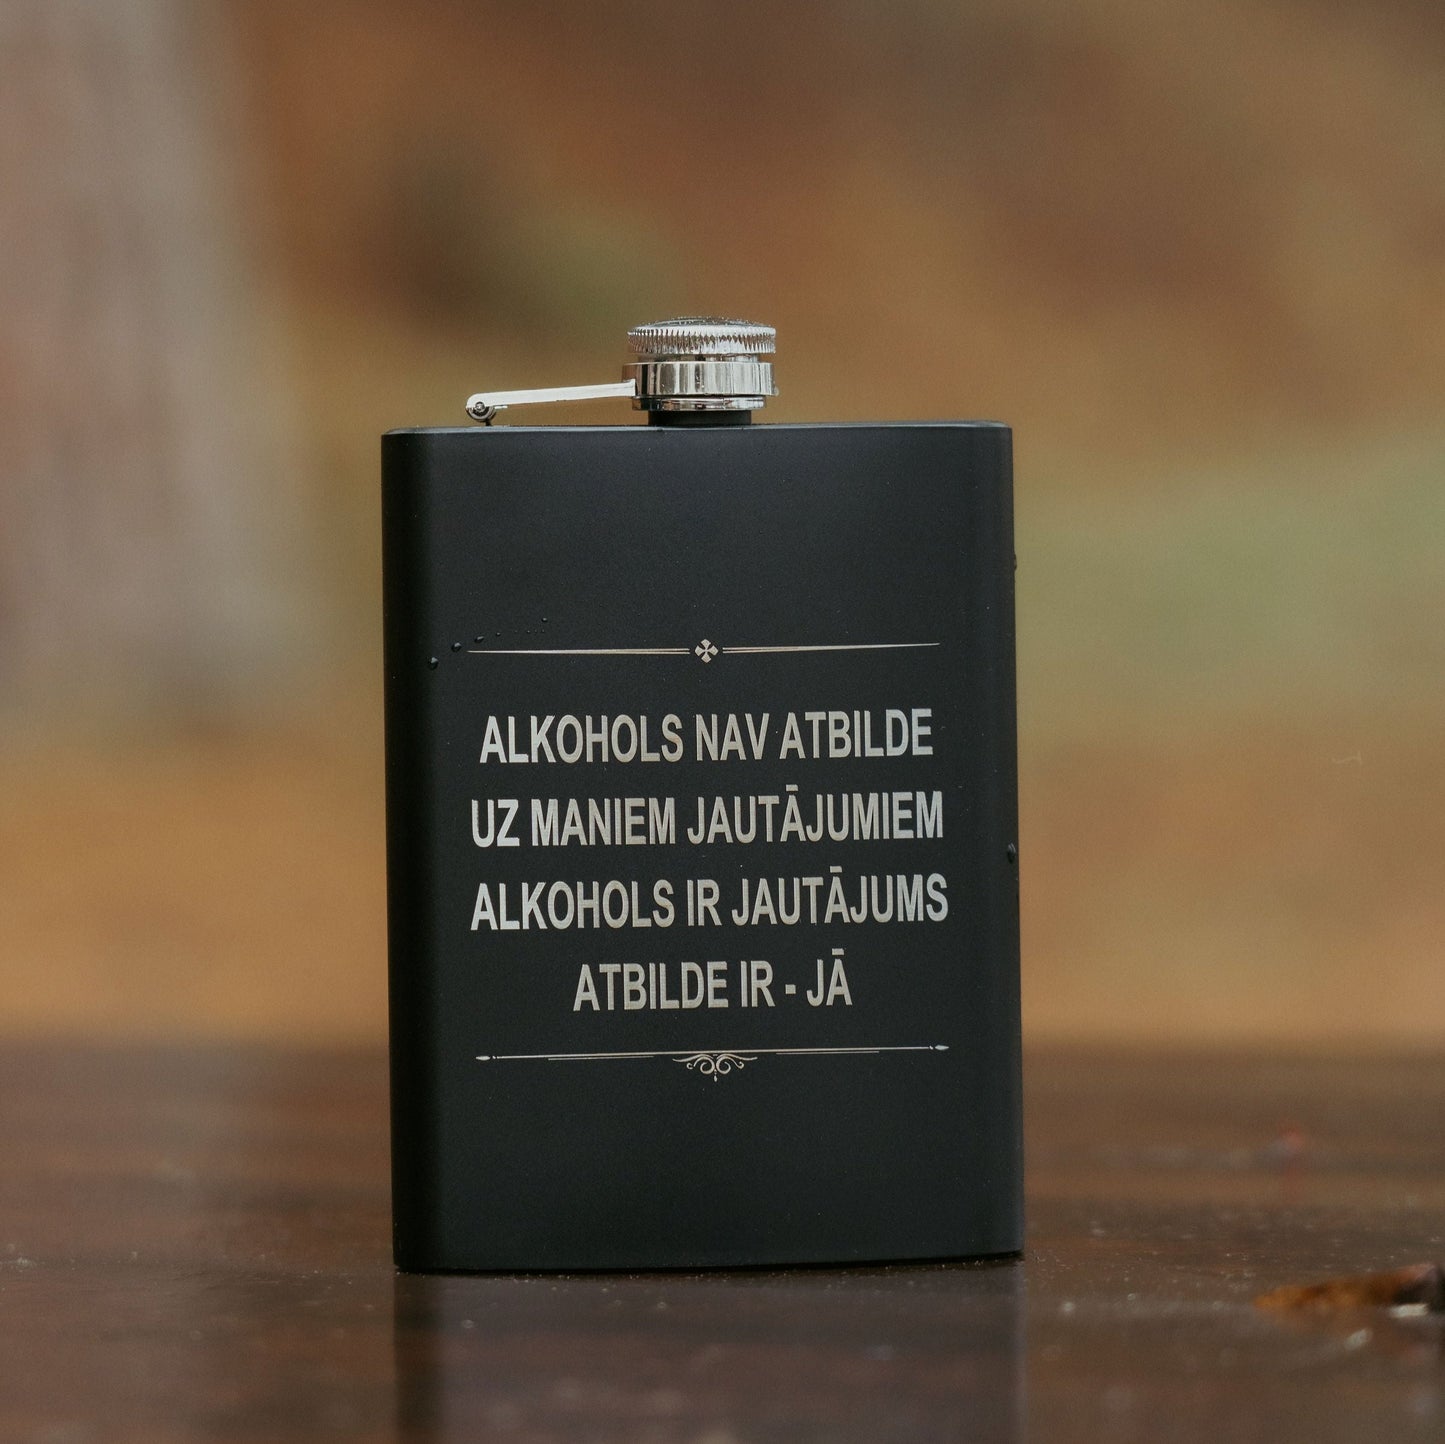 ALKOHOLS NAV ATBILDE
UZ MANIEM JAUTĀJUMIEM
ALKOHOLS IR JAUTĀJUMS
ATBILDE IR - JĀ